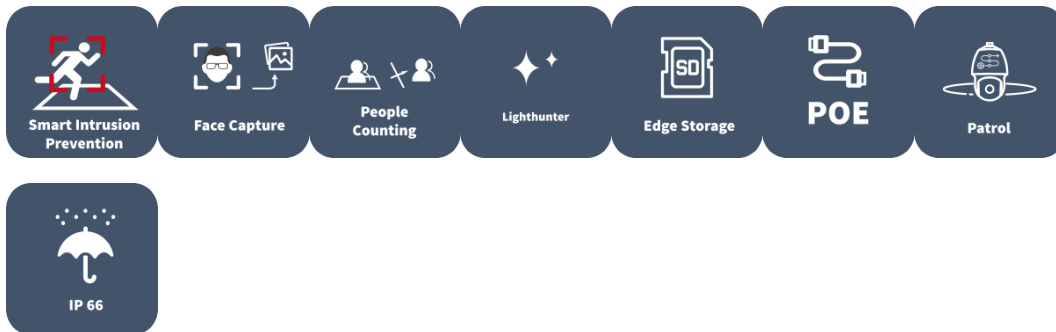 Smart Intrusion
Prevention
Face Capture
People
Counting
Lighthunter
SD
Edge Storage
POE
Patrol
IP 66